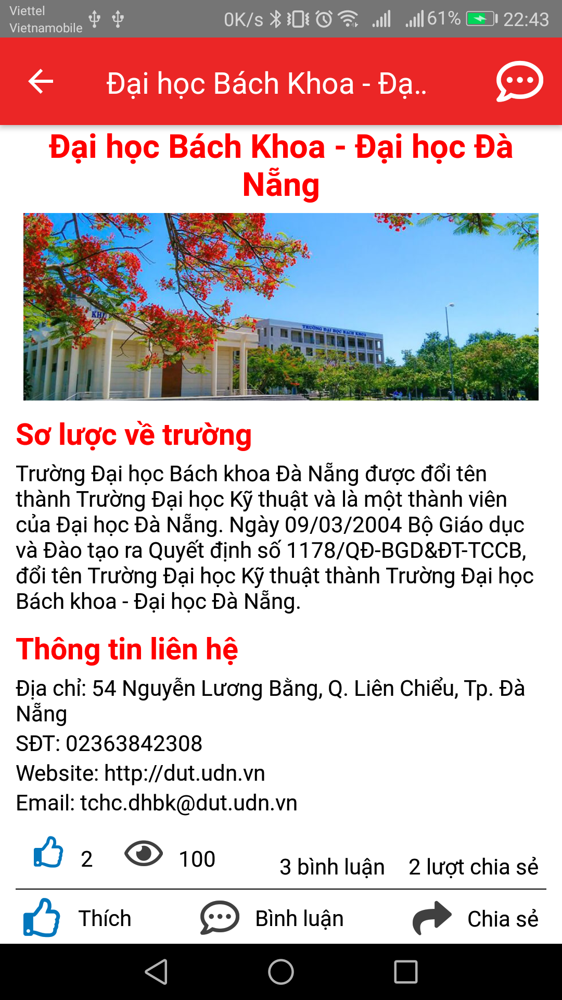 Viettel
Vietnamobile
0K/s 61% 22:43
Đại học Bách Khoa - Đạ..
Đại học Bách Khoa - Đại học Đà
Nẵng
KHU
TRƯỜNG ĐẠI HỌC BÁCH KHOA
Sơ lược về trường
Trường Đại học Bách khoa Đà Nẵng được đổi tên
thành Trường Đại học Kỹ thuật và là một thành viên
của Đại học Đà Nẵng. Ngày 09/03/2004 Bộ Giáo dục
và Đào tạo ra Quyết định số 1178/QĐ-BGD&ĐT-TCCB,
đổi tên Trường Đại học Kỹ thuật thành Trường Đại học
Bách khoa - Đại học Đà Nẵng.
Thông tin liên hệ
Địa chỉ: 54 Nguyễn Lương Bằng, Q. Liên Chiểu, Tp. Đà
Nẵng
SĐT: 02363842308
Website: http://dut.udn.vn
Email: tchc.dhbk@dut.udn.vn
2 100 3 bình luận 2 lượt chia sẻ
Thích Bình luận Chia sẻ